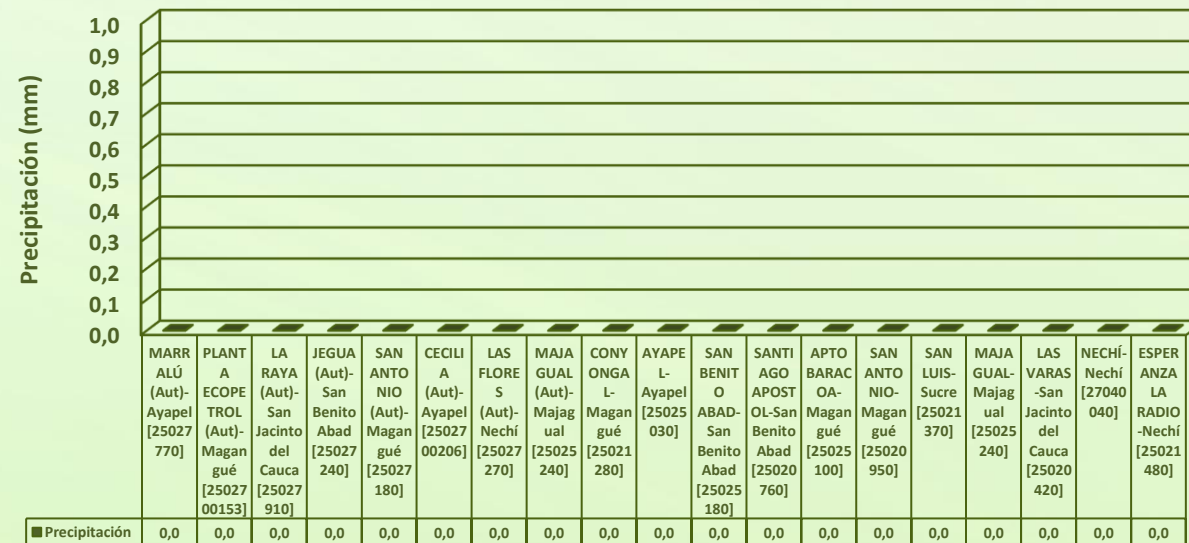 Precipitación (mm)
1,0
0,9
0,8
0,7
0,6
0,5
0,4
0,3
0,2
0,1
0,0
MARR
ALÚ
(Aut)-
Ayapel
[25027
770]
PLANT
A
ECOPE
TROL
(Aut)-
Magan
gué
[25027
00153]
LA
RAYA
(Aut)-
San
Jacinto
del
Cauca
[25027
910]
JEGUA
(Aut)-
San
Benito
Abad
[25027
240]
SAN
ANTO
NIO
(Aut)-
Magan
gué
[25027
180]
CECILI
A
(Aut)-
Ayapel
[25027
00206]
LAS
FLORE
S
(Aut)-
Nechí
[25027
270]
MAJA
GUAL
(Aut)-
Majag
ual
[25025
240]
CONY
ONGA
L-
Magan
gué
[25021
280]
AYAPE
L-
Ayapel
[25025
030]
SAN
BENIT
O
ABAD-
San
Benito
Abad
[25025
180]
SANTI
AGO
APOST
OL-San
Benito
Abad
[25020
760]
APTO
BARAC
OA-
Magan
gué
[25025
100]
SAN
ANTO
NIO-
Magan
gué
[25020
950]
SAN
LUIS-
Sucre
[25021
370]
MAJA
GUAL-
Majag
ual
[25025
240]
LAS
VARAS
-San
Jacinto
del
Cauca
[25020
420]
NECHÍ-
Nechí
[27040
040]
ESPER
ANZA
LA
RADIO
-Nechí
[25021
480]
Precipitación 0,0 0,0 0,0 0,0 0,0 0,0 0,0 0,0 0,0 0,0 0,0 0,0 0,0 0,0 0,0 0,0 0,0 0,0 0,0